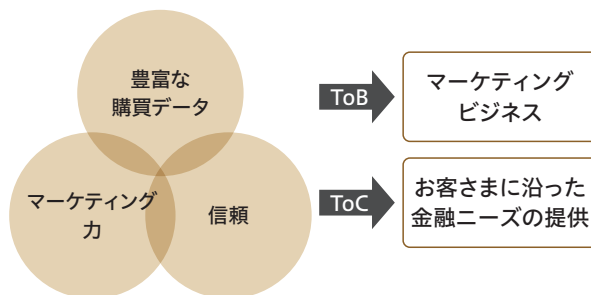 豊富な
購買データ
マーケティング
力
信頼
ToB
マーケティング
ビジネス
ToC
お客さまに沿った
金融ニーズの提供